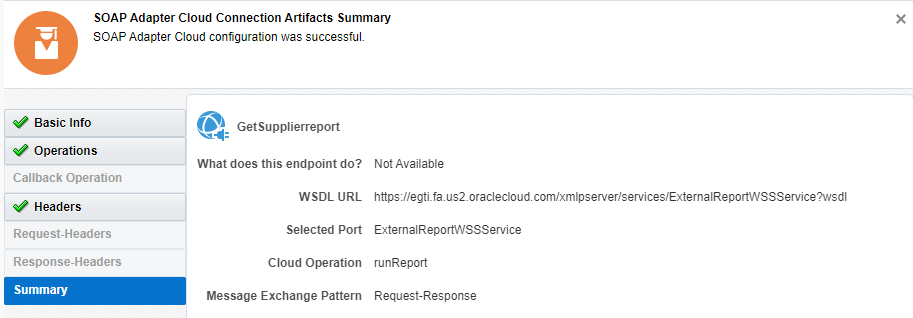 SOAP Adapter Cloud Connection Artifacts Summary
SOAP Adapter Cloud configuration was successful.
Basic Info
Operations
Callback Operation
Headers
Request-Headers
Response-Headers
Summary
GetSupplierreport
What does this endpoint do? Not Available
WSDL URL https://egti.fa.us2.oraclecloud.com/xmlpserver/services/ExternalReportWSSService?wsdl
Selected Port ExternalReportWSSService
Cloud Operation runReport
Message Exchange Pattern Request-Response